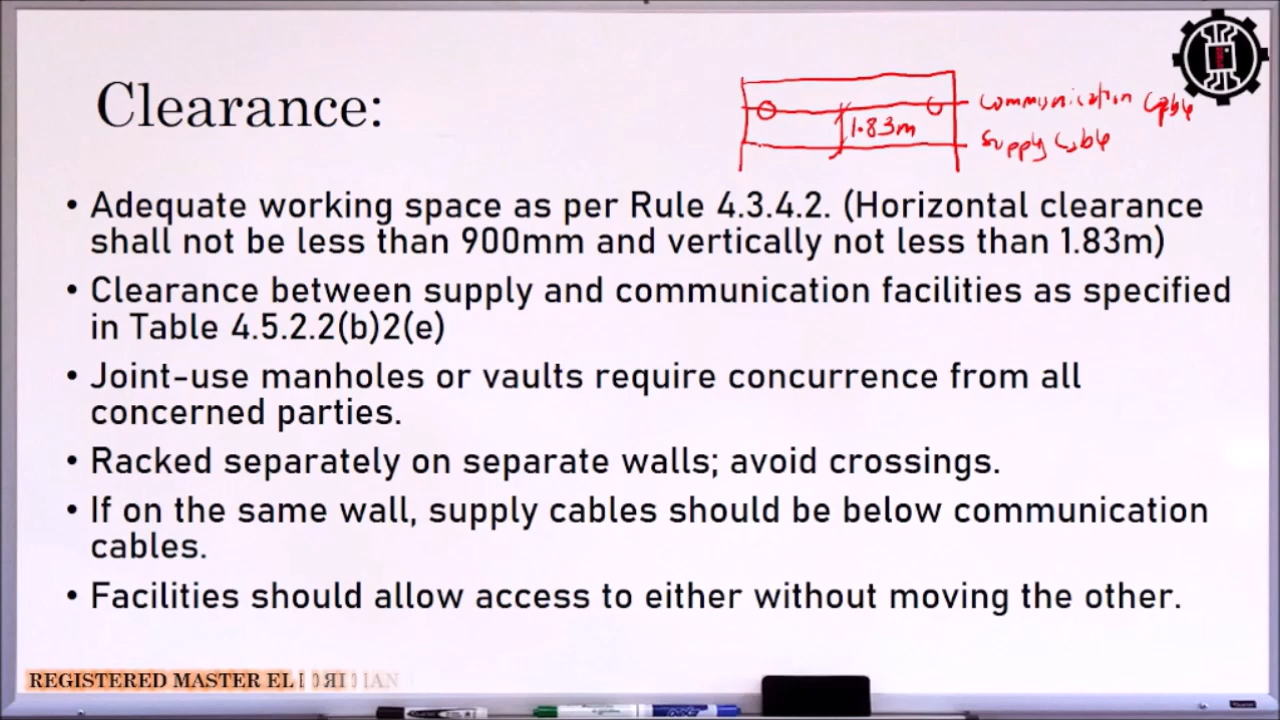 Clearance:
communication cable
1.83m
supply cable
• Adequate working space as per Rule 4.3.4.2. (Horizontal clearance
shall not be less than 900mm and vertically not less than 1.83m)
• Clearance between supply and communication facilities as specified
in Table 4.5.2.2(b)2(e)
• Joint-use manholes or vaults require concurrence from all
concerned parties.
• Racked separately on separate walls; avoid crossings.
• If on the same wall, supply cables should be below communication
cables.
• Facilities should allow access to either without moving the other.
REGISTERED MASTER